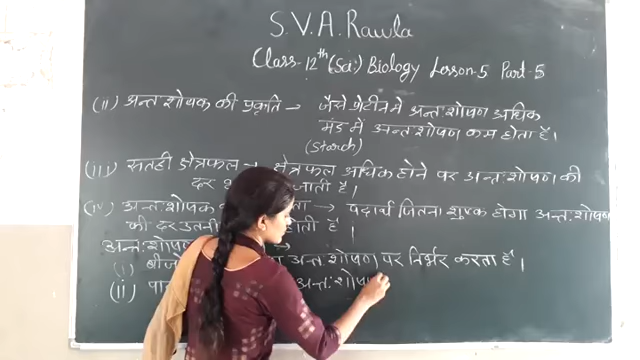 S.V.A. Rawla
Class-12th (Sci.) Biology Lesson-5 Part-5
(ii) अन्तशोषक की प्रकृति → जैसे प्रोटीन मे अन्तःशोषण अधिक
मंड में अन्तःशोषण कम होता है।
(Starch)
(iii) सतही क्षेत्रफल → क्षेत्रफल अधिक होने पर अन्तःशोषण की
दर जाती है।
(iv) अन्तःशोषक → पदार्थ जितना शुष्क होगा अन्तःशोषण
की दर उतनी होती है।
अन्तःशोषण →
(i) अन्तःशोषण पर निर्भर करता है।
(ii) अन्तःशोष